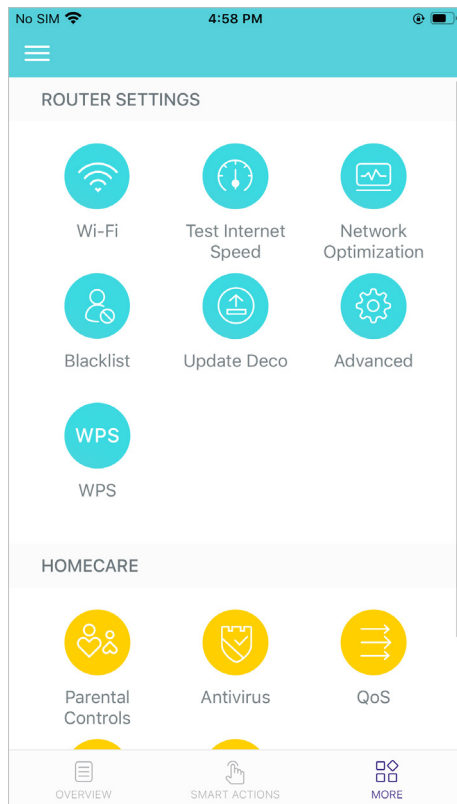 No SIM 4:58 PM
ROUTER SETTINGS
Wi-Fi
Test Internet
Speed
Network
Optimization
Blacklist
Update Deco
Advanced
WPS
WPS
HOMECARE
Parental
Controls
Antivirus
QoS
OVERVIEW
SMART ACTIONS
MORE